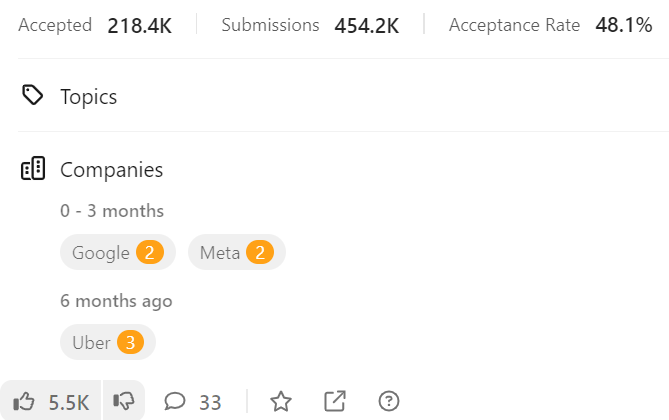 Accepted 218.4K Submissions 454.2K Acceptance Rate 48.1%
Topics
Companies
0 - 3 months
Google 2 Meta 2
6 months ago
Uber 3
5.5K 33